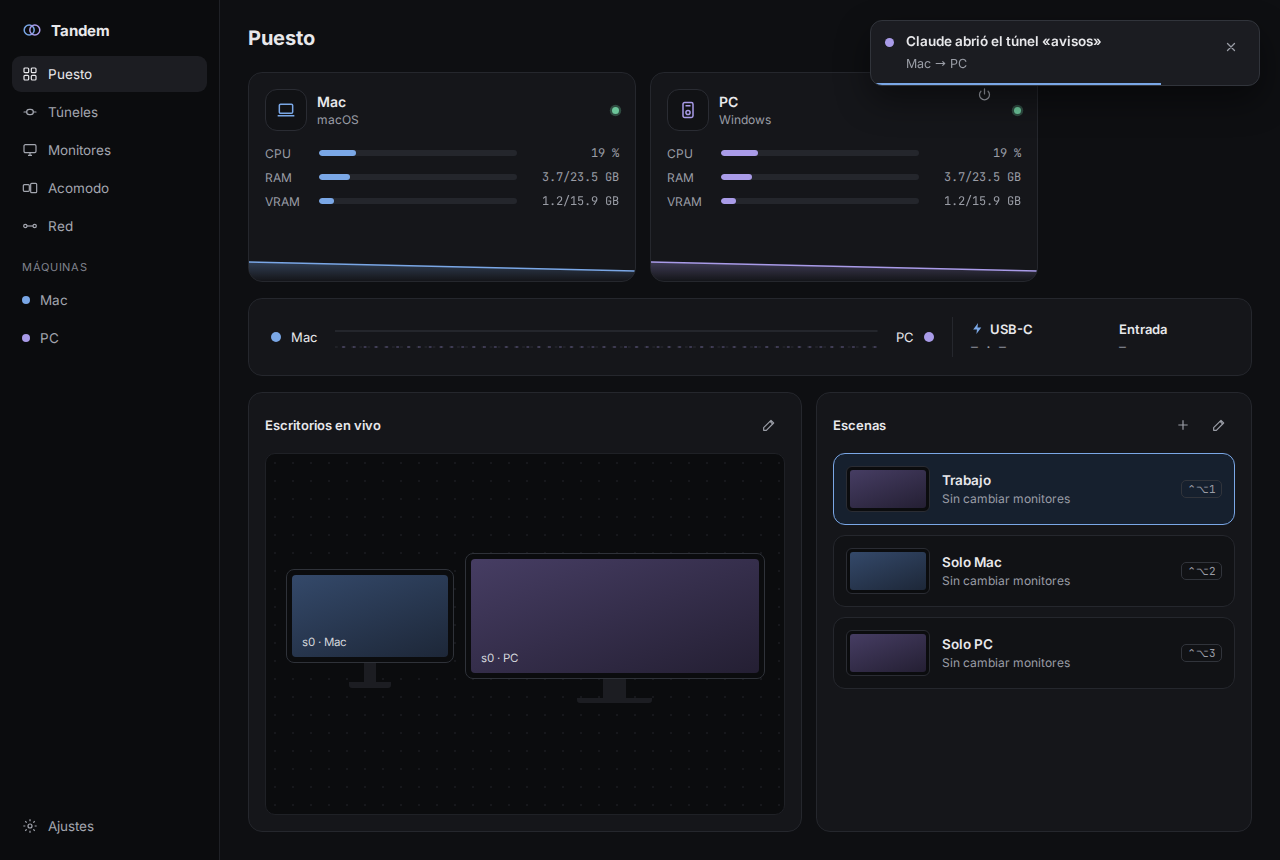 Tandem
Puesto
Túneles
Monitores
Acomodo
Red
MÁQUINAS
Mac
PC
Ajustes
Puesto
Claude abrió el túnel «avisos»
Mac → PC
Mac
macOS
CPU
19 %
RAM
3.7/23.5 GB
VRAM
1.2/15.9 GB
PC
Windows
CPU
19 %
RAM
3.7/23.5 GB
VRAM
1.2/15.9 GB
Mac
PC
USB-C
Entrada
Escritorios en vivo
s0 · Mac
s0 · PC
Escenas
Trabajo
Sin cambiar monitores
⌃⌥1
Solo Mac
Sin cambiar monitores
⌃⌥2
Solo PC
Sin cambiar monitores
⌃⌥3